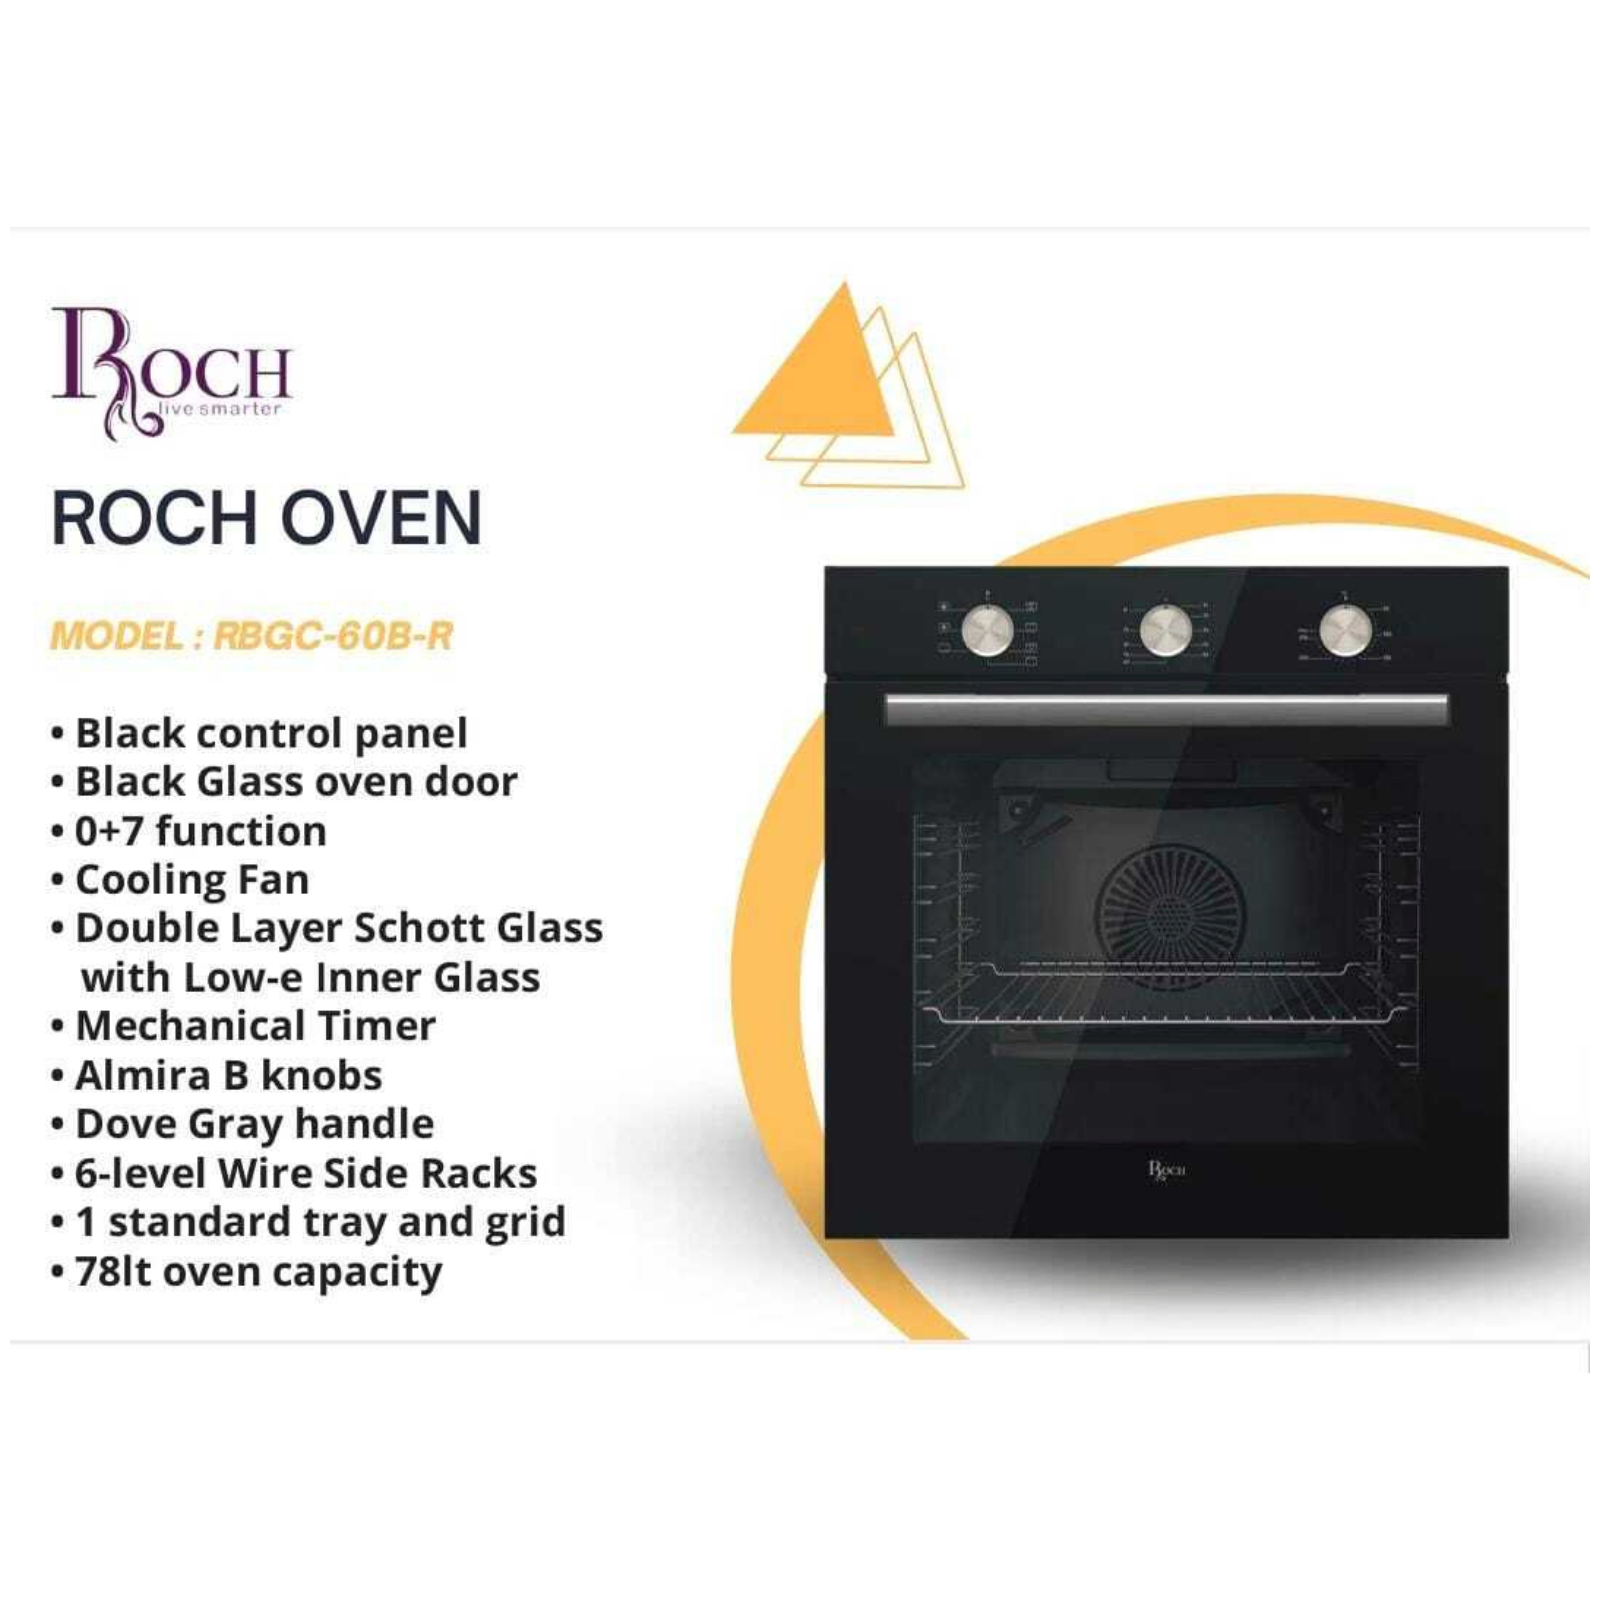 ROCH
live smarter
ROCH OVEN
MODEL : RBGC-60B-R
• Black control panel
• Black Glass oven door
• 0+7 function
• Cooling Fan
• Double Layer Schott Glass
with Low-e Inner Glass
• Mechanical Timer
• Almira B knobs
• Dove Gray handle
• 6-level Wire Side Racks
• 1 standard tray and grid
• 78lt oven capacity
ROCH